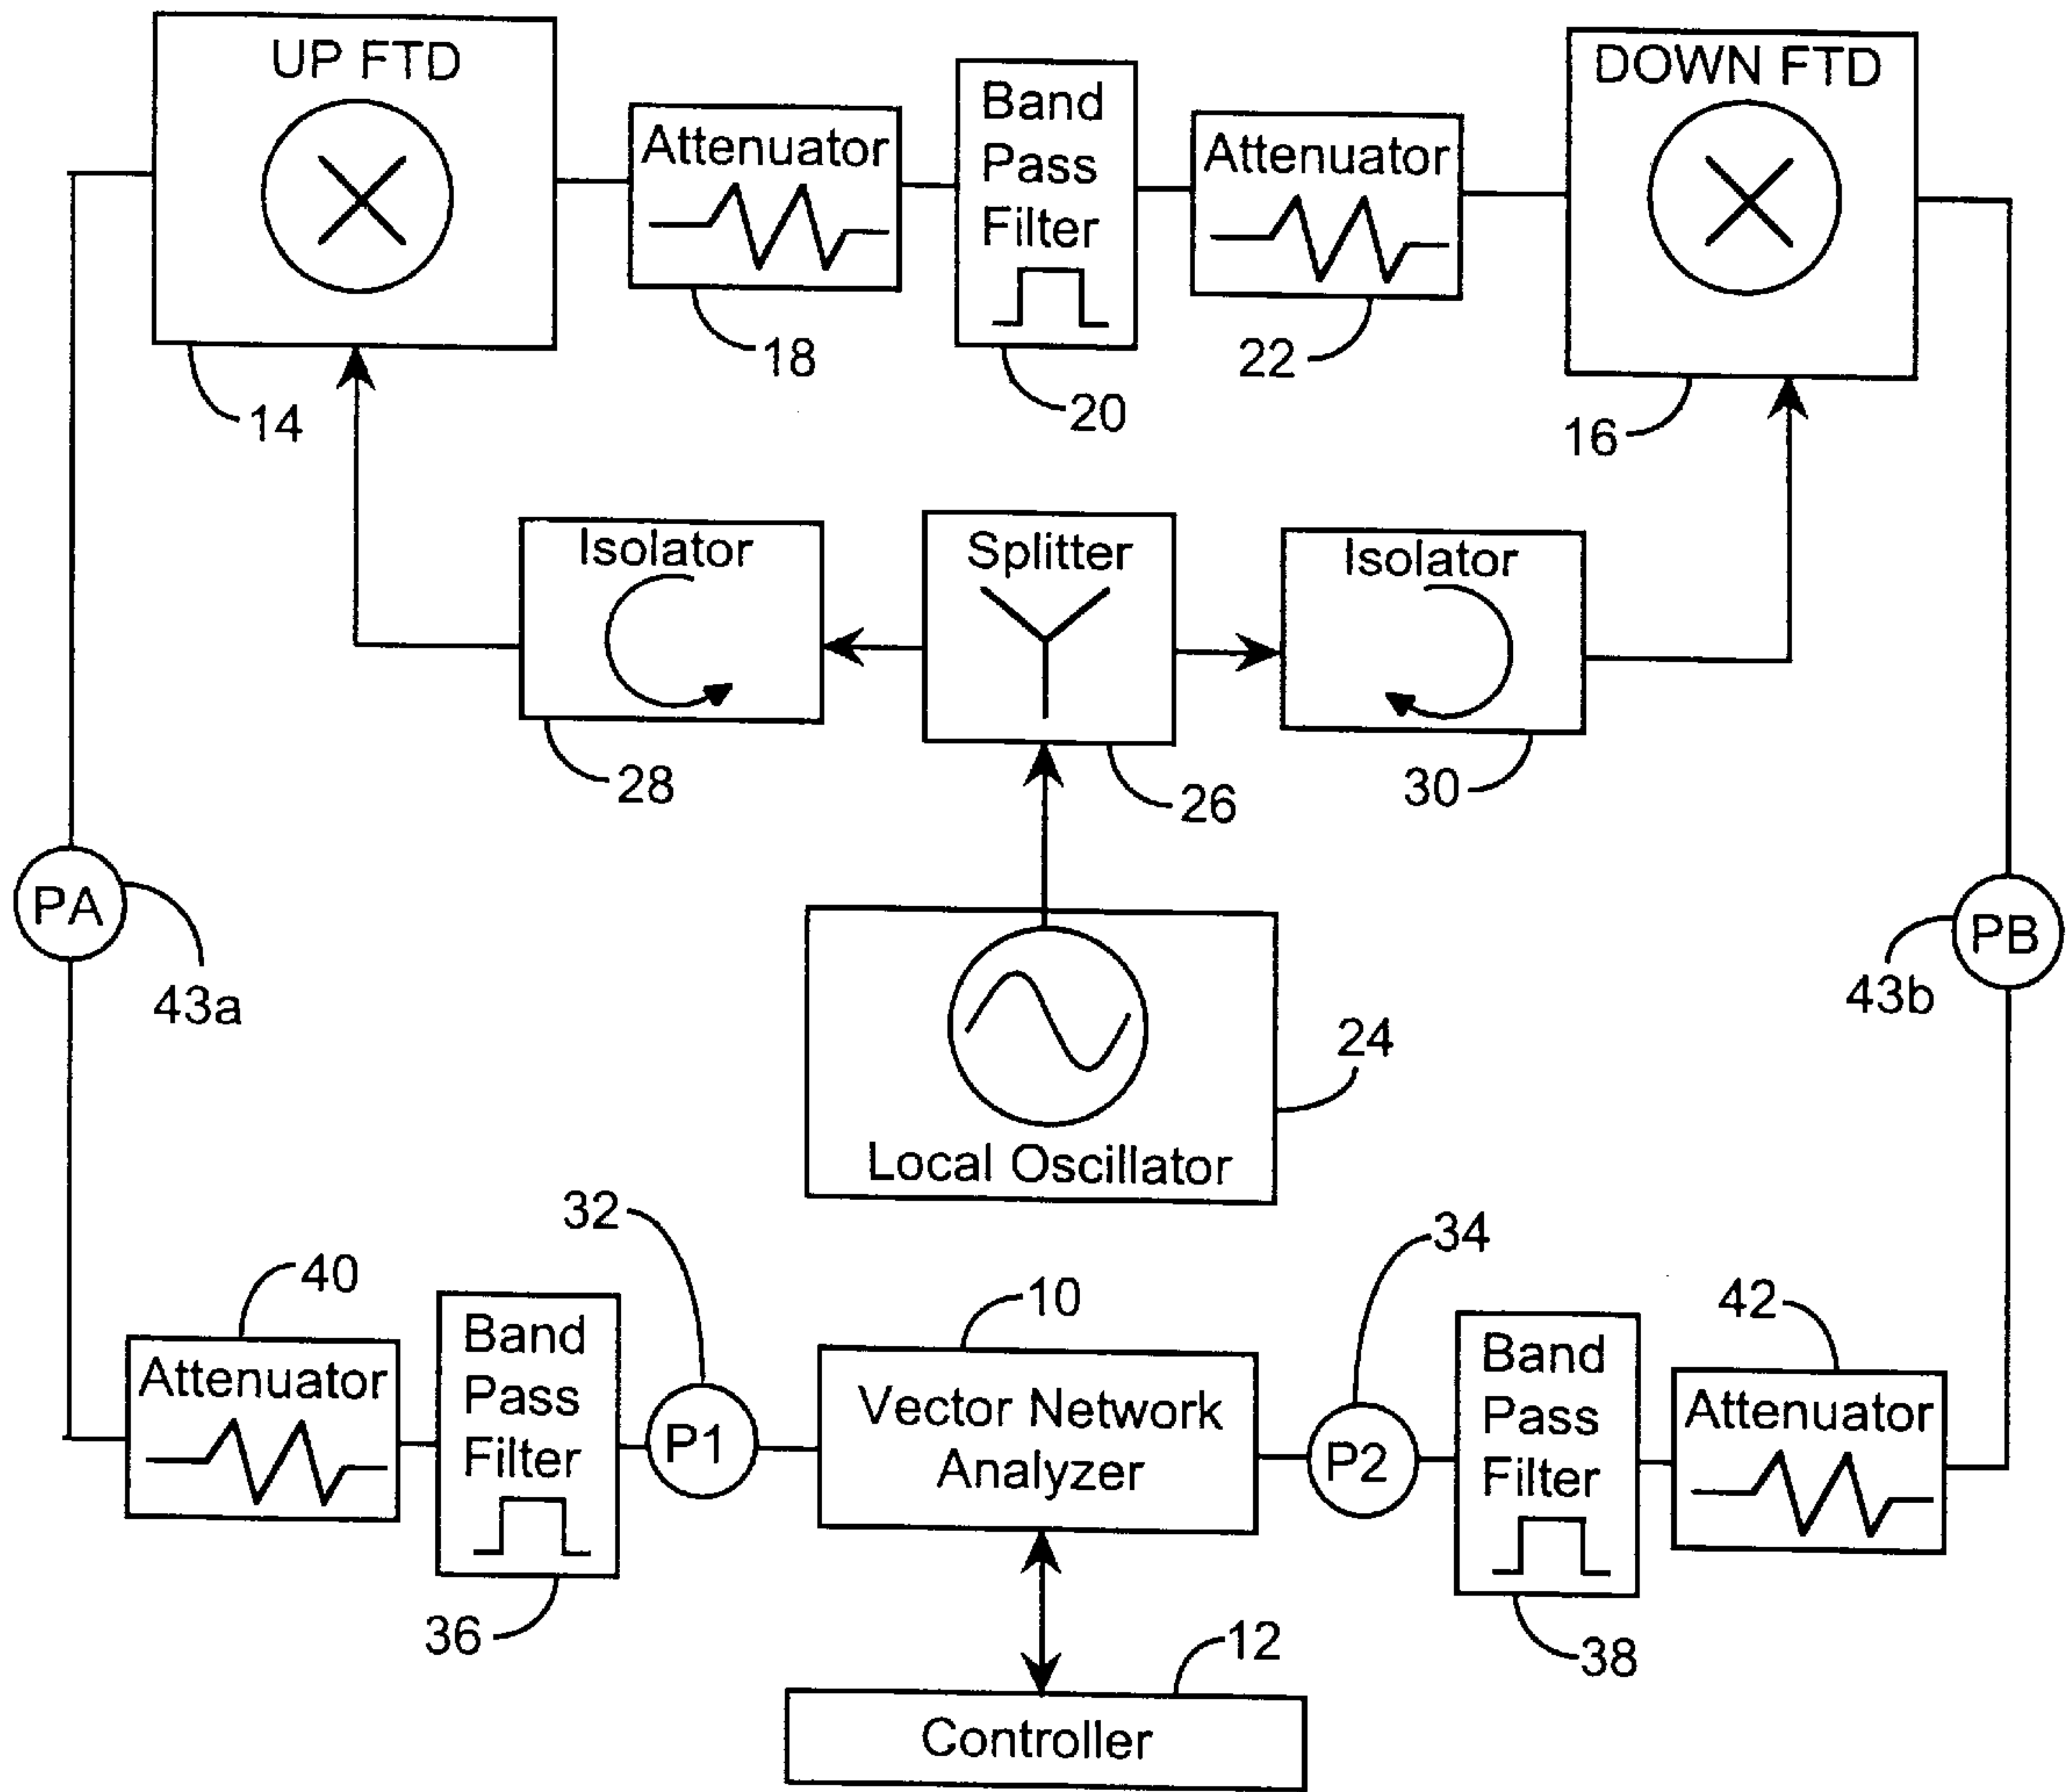 UP FTD
Attenuator
Band
Pass
Filter
Attenuator
DOWN FTD
14
18
20
22
16
Isolator
Splitter
Isolator
28
26
30
PA
43a
PB
43b
24
Local Oscillator
32
34
40
Attenuator
Band
Pass
Filter
36
P1
10
Vector Network
Analyzer
P2
Band
Pass
Filter
38
42
Attenuator
12
Controller